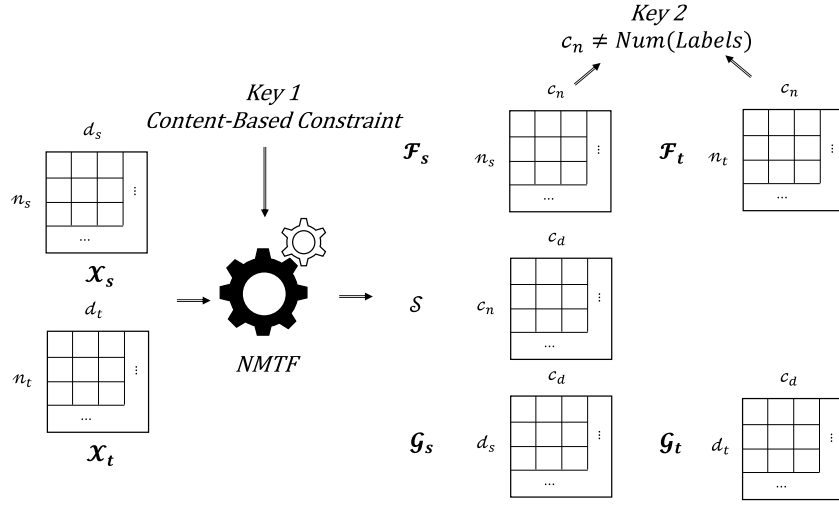 Key 2
c_n ≠ Num(Labels)
Key 1
Content-Based Constraint
c_n
c_n
d_s
n_s
⋮
...
𝓧_s
d_t
n_t
⋮
...
𝓧_t
NMTF
𝓕_s
n_s
⋮
...
𝓕_t
n_t
...
c_d
𝒮
c_n
⋮
...
c_d
𝓖_s
d_s
⋮
...
c_d
𝓖_t
d_t
⋮
...